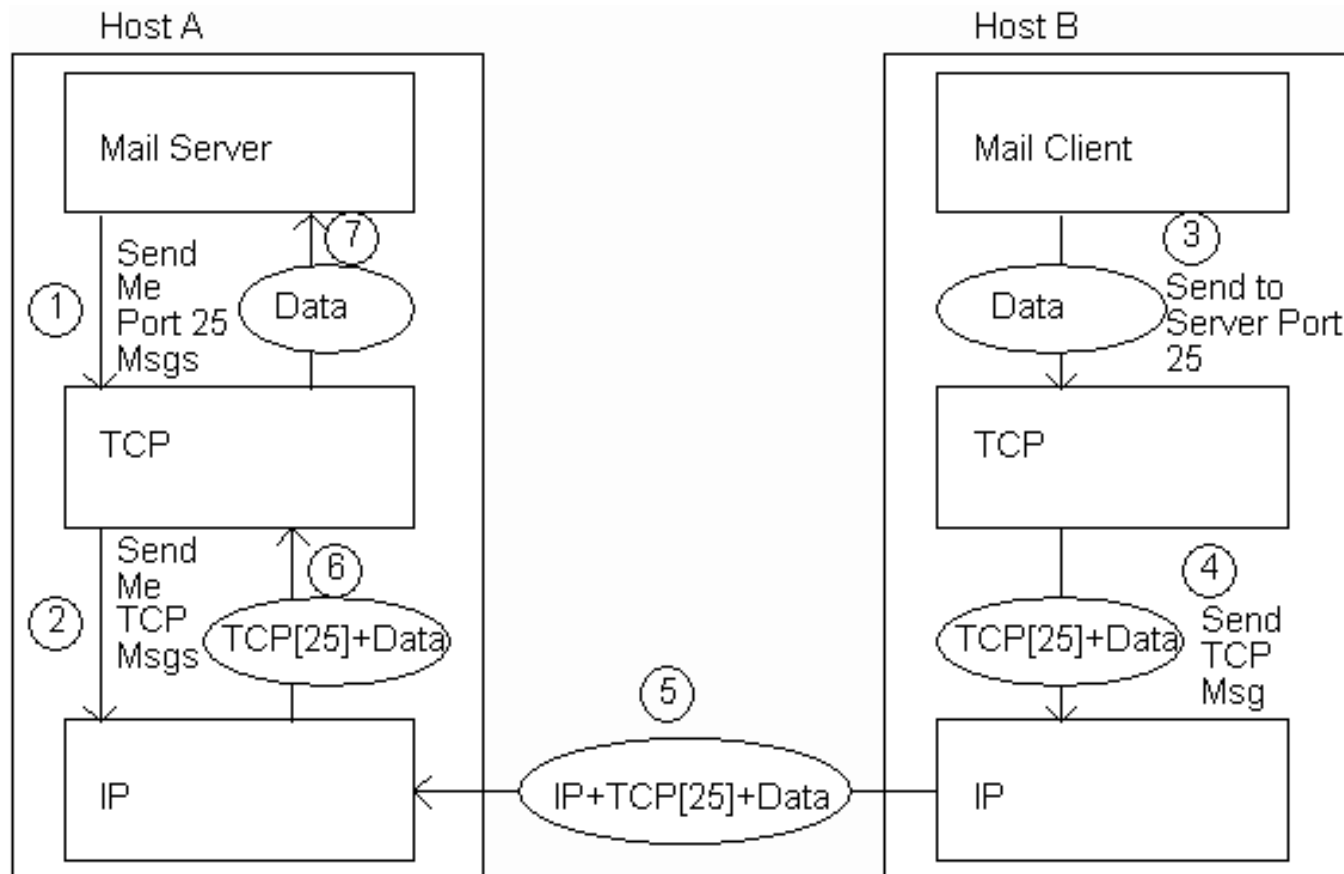 Host A
Host B
Mail Server
Mail Client
1
Send
Me
Port 25
Msgs
7
Data
3
Data
Send to
Server Port
25
TCP
TCP
2
Send
Me
TCP
Msgs
6
TCP[25]+Data
4
TCP[25]+Data
Send
TCP
Msg
5
IP+TCP[25]+Data
IP
IP